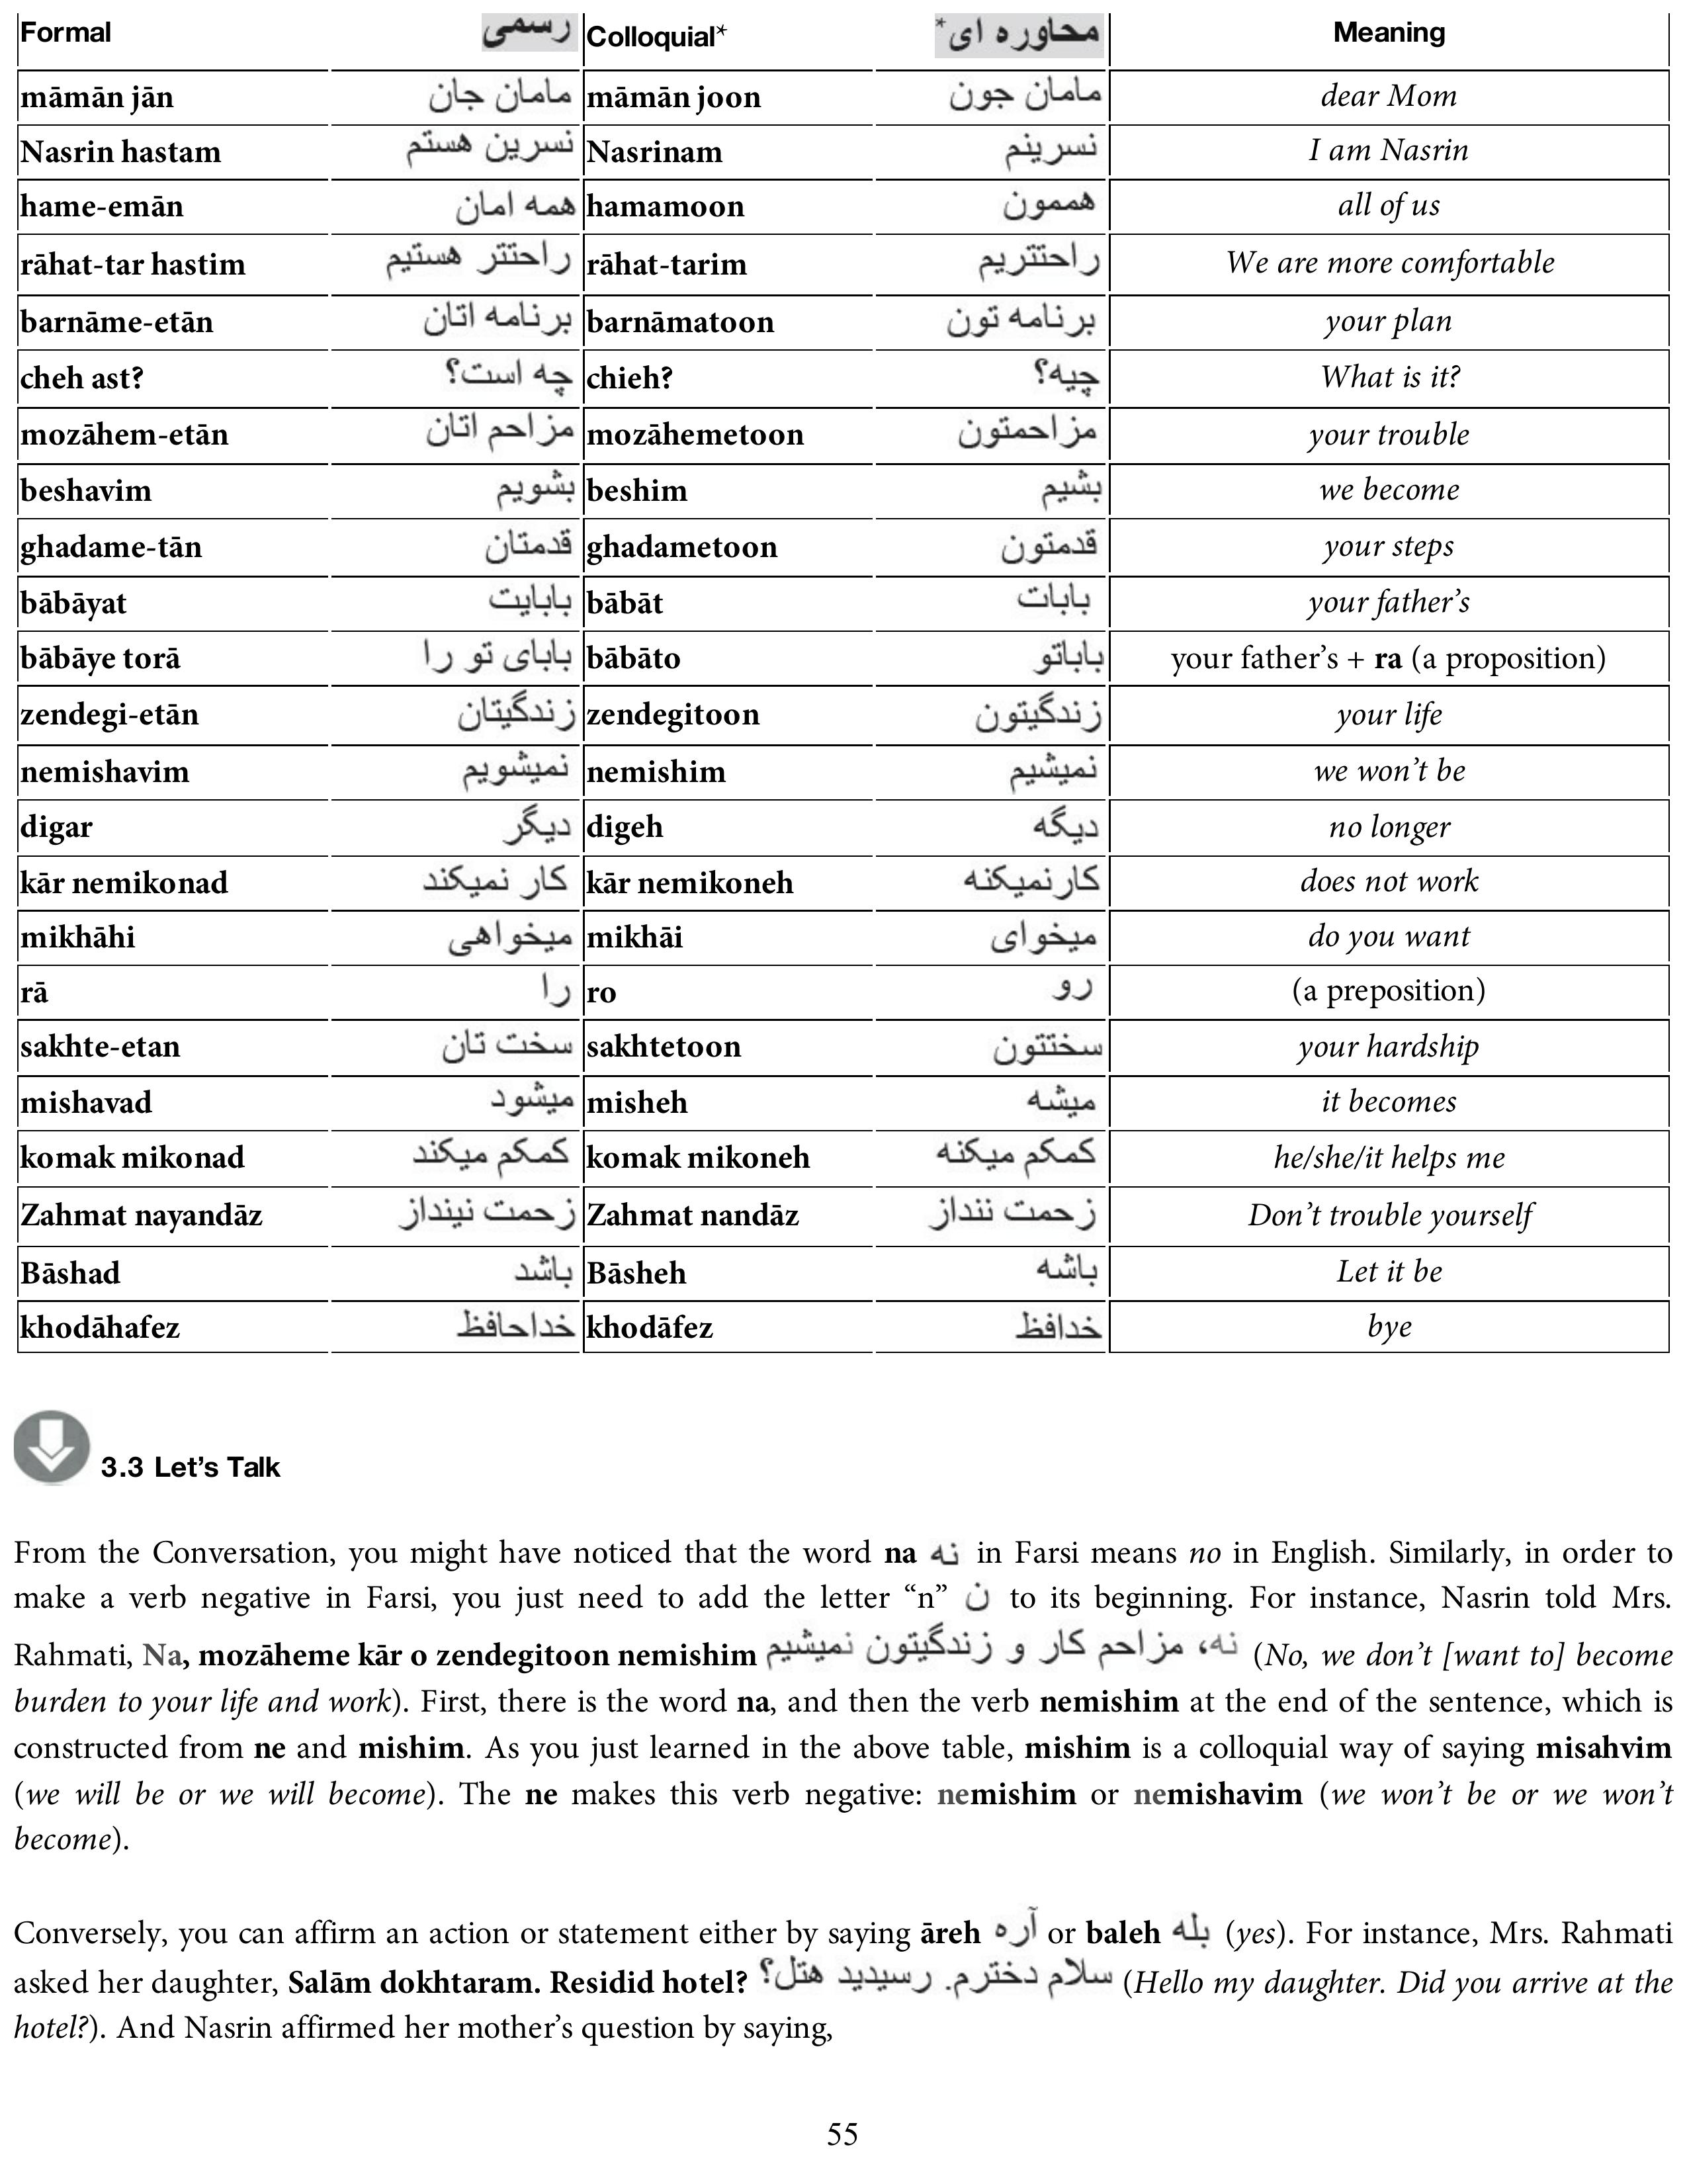 Formal رسمی Colloquial* محاوره ای* Meaning
māmān jān مامان جان māmān joon مامان جون dear Mom
Nasrin hastam نسرین هستم Nasrinam نسرینم I am Nasrin
hame-emān همه امان hamamoon هممون all of us
rāhat-tar hastim راحتتر هستیم rāhat-tarim راحتتریم We are more comfortable
barnāme-etān برنامه اتان barnāmatoon برنامه تون your plan
cheh ast? چه است؟ chieh? چیه؟ What is it?
mozāhem-etān مزاحم اتان mozāhemetoon مزاحمتون your trouble
beshavim بشویم beshim بشیم we become
ghadame-tān قدمتان ghadametoon قدمتون your steps
bābāyat بابایت bābāt بابات your father’s
bābāye torā بابای تو را bābāto باباتو your father’s + ra (a proposition)
zendegi-etān زندگیتان zendegitoon زندگیتون your life
nemishavim نمیشویم nemishim نمیشیم we won’t be
digar دیگر digeh دیگه no longer
kār nemikonad کار نمیکند kār nemikoneh کارنمیکنه does not work
mikhāhi میخواهی mikhāi میخوای do you want
rā را ro رو (a preposition)
sakhte-etan سخت تان sakhtetoon سختتون your hardship
mishavad میشود misheh میشه it becomes
komak mikonad کمکم میکند komak mikoneh کمکم میکنه he/she/it helps me
Zahmat nayandāz زحمت نینداز Zahmat nandāz زحمت ننداز Don’t trouble yourself
Bāshad باشد Bāsheh باشه Let it be
khodāhafez خداحافظ khodāfez خدافظ bye
3.3 Let’s Talk
From the Conversation, you might have noticed that the word na نه in Farsi means no in English. Similarly, in order to
make a verb negative in Farsi, you just need to add the letter “n” ن to its beginning. For instance, Nasrin told Mrs.
Rahmati, Na, mozāheme kār o zendegitoon nemishim نه، مزاحم کار و زندگیتون نمیشیم (No, we don’t [want to] become
burden to your life and work). First, there is the word na, and then the verb nemishim at the end of the sentence, which is
constructed from ne and mishim. As you just learned in the above table, mishim is a colloquial way of saying misahvim
(we will be or we will become). The ne makes this verb negative: nemishim or nemishavim (we won’t be or we won’t
become).
Conversely, you can affirm an action or statement either by saying āreh آره or baleh بله (yes). For instance, Mrs. Rahmati
asked her daughter, Salām dokhtaram. Residid hotel? سلام دخترم. رسیدید هتل؟ (Hello my daughter. Did you arrive at the
hotel?). And Nasrin affirmed her mother’s question by saying,
55